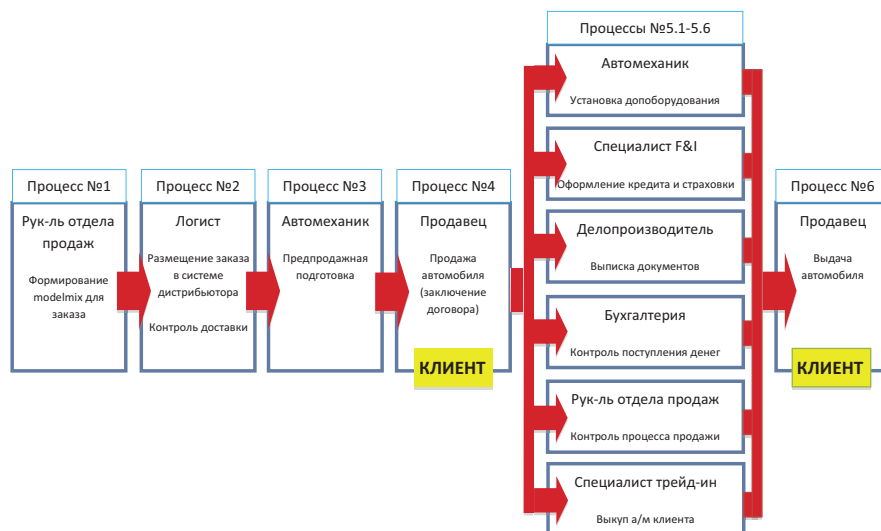 Процесс №1
Рук-ль отдела
продаж
Формирование
modelmix для
заказа
Процесс №2
Логист
Размещение заказа
в системе
дистрибьютора
Контроль доставки
Процесс №3
Автомеханик
Предпродажная
подготовка
Процесс №4
Продавец
Продажа
автомобиля
(заключение
договора)
КЛИЕНТ
Процессы №5.1-5.6
Автомеханик
Установка допоборудования
Специалист F&I
Оформление кредита и страховки
Делопроизводитель
Выписка документов
Бухгалтерия
Контроль поступления денег
Рук-ль отдела продаж
Контроль процесса продажи
Специалист трейд-ин
Выкуп а/м клиента
Процесс №6
Продавец
Выдача
автомобиля
КЛИЕНТ